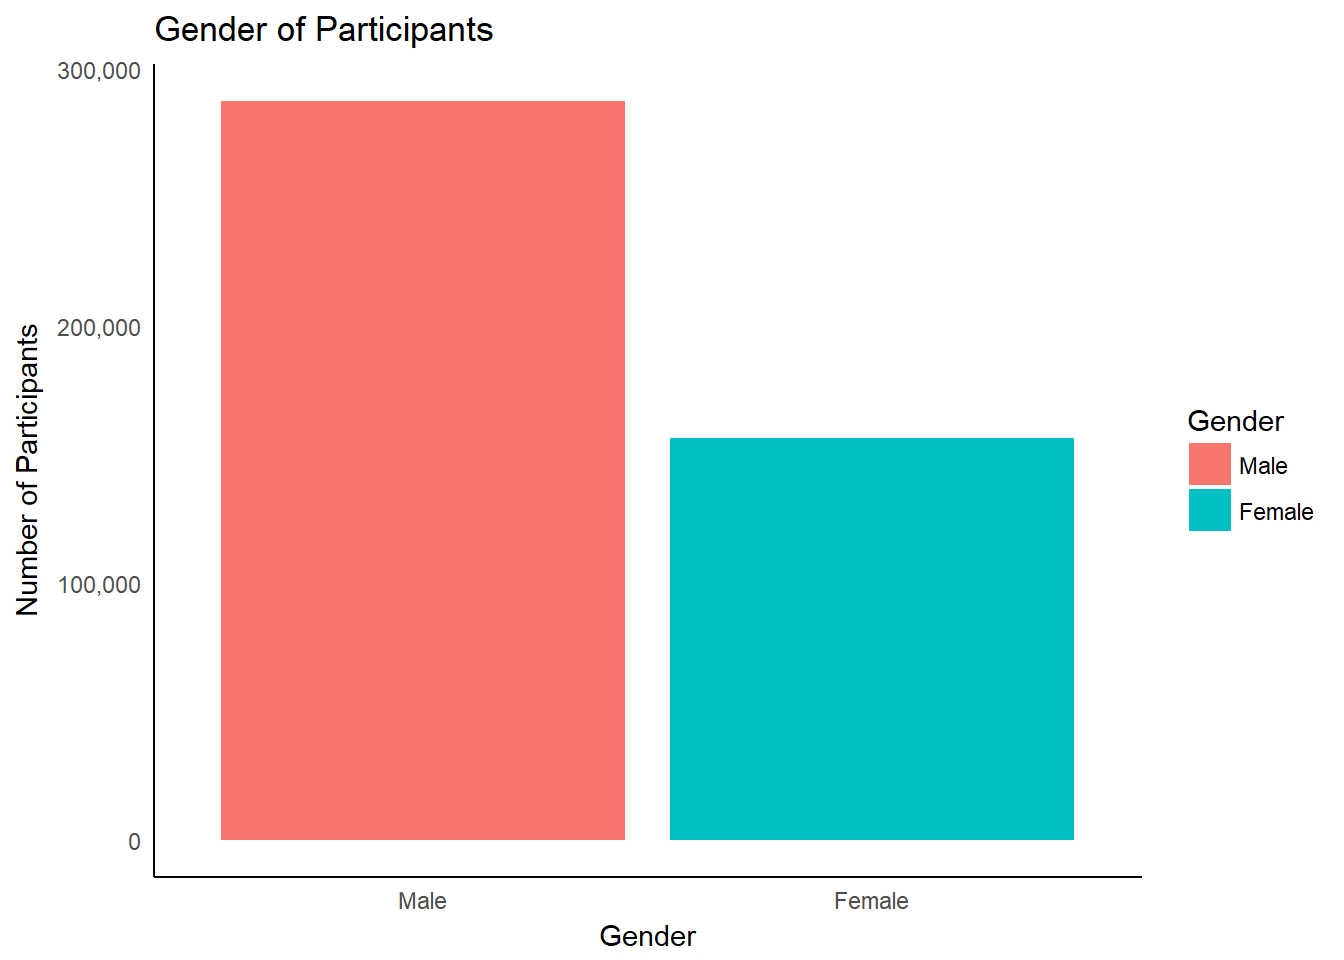 Gender of Participants
300,000
200,000
100,000
0
Number of Participants
Male
Female
Gender
Gender
Male
Female